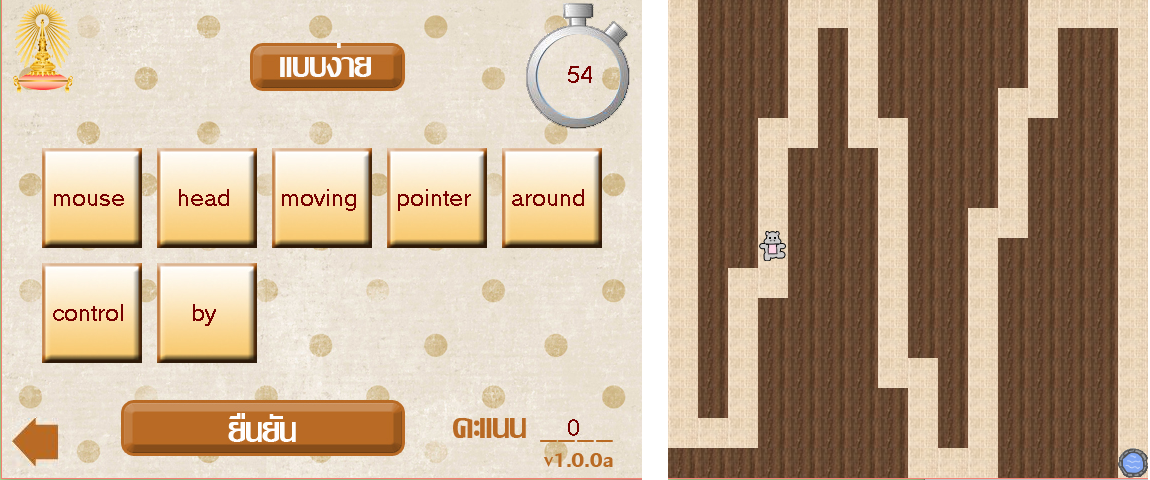 แบบง่าย
54
mouse head moving pointer around
control by
ยืนยัน
คะแนน 0
v1.0.0a